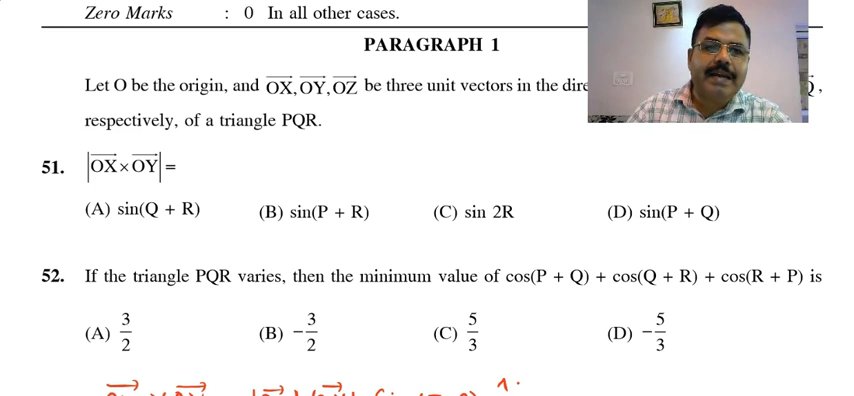 Zero Marks : 0 In all other cases.
PARAGRAPH 1
Let O be the origin, and OX, OY, OZ be three unit vectors in the dire Q,
respectively, of a triangle PQR.
51. |OX × OY| =
(A) sin(Q + R) (B) sin(P + R) (C) sin 2R (D) sin(P + Q)
52. If the triangle PQR varies, then the minimum value of cos(P + Q) + cos(Q + R) + cos(R + P) is
(A) 3/2 (B) −3/2 (C) 5/3 (D) −5/3